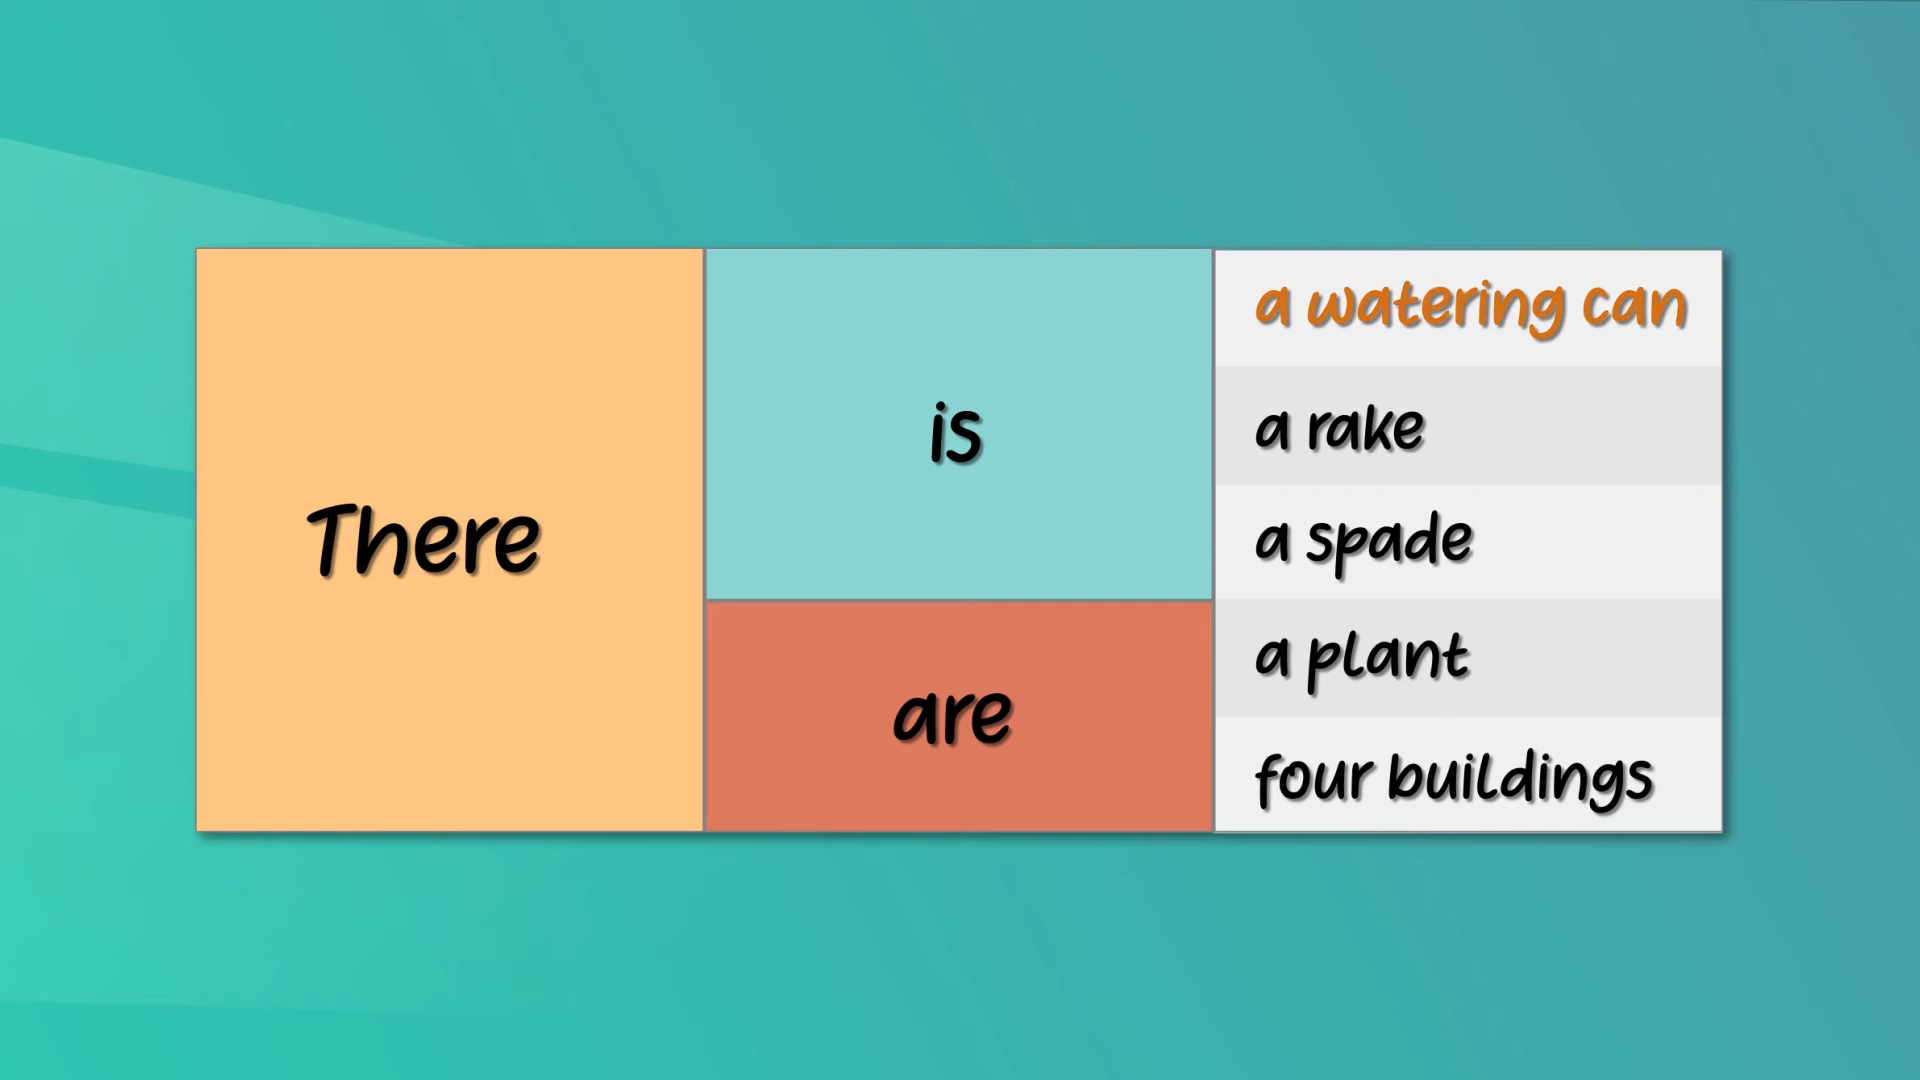 There
is
are
a watering can
a rake
a spade
a plant
four buildings